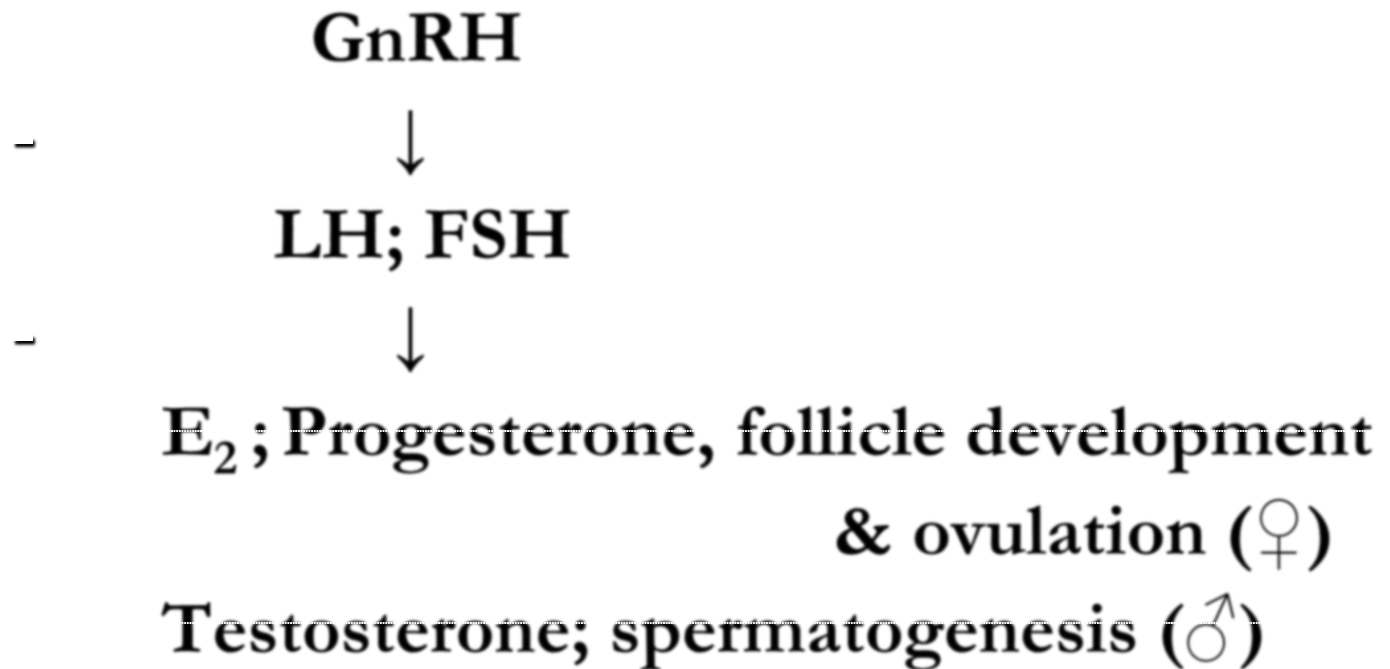 GnRH
↓
–
LH; FSH
↓
–
E₂ ; Progesterone, follicle development
& ovulation (♀)
Testosterone; spermatogenesis (♂)